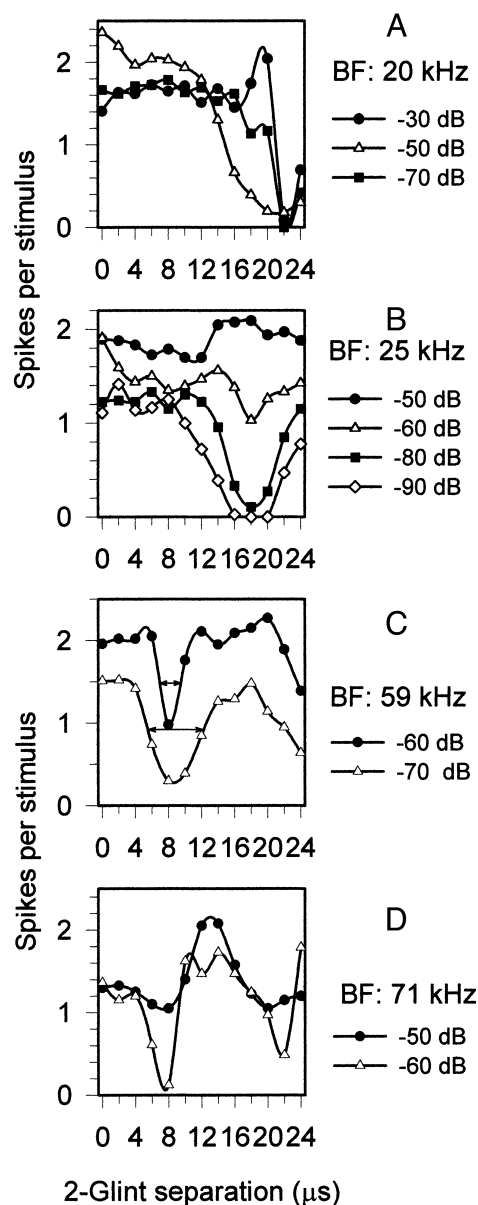 A
BF: 20 kHz
-30 dB
-50 dB
-70 dB
2
1
0
0 4 8 12 16 20 24
Spikes per stimulus
B
BF: 25 kHz
-50 dB
-60 dB
-80 dB
-90 dB
2
1
0
0 4 8 12 16 20 24
C
BF: 59 kHz
-60 dB
-70 dB
2
1
0
0 4 8 12 16 20 24
Spikes per stimulus
D
BF: 71 kHz
-50 dB
-60 dB
2
1
0
0 4 8 12 16 20 24
2-Glint separation (μs)